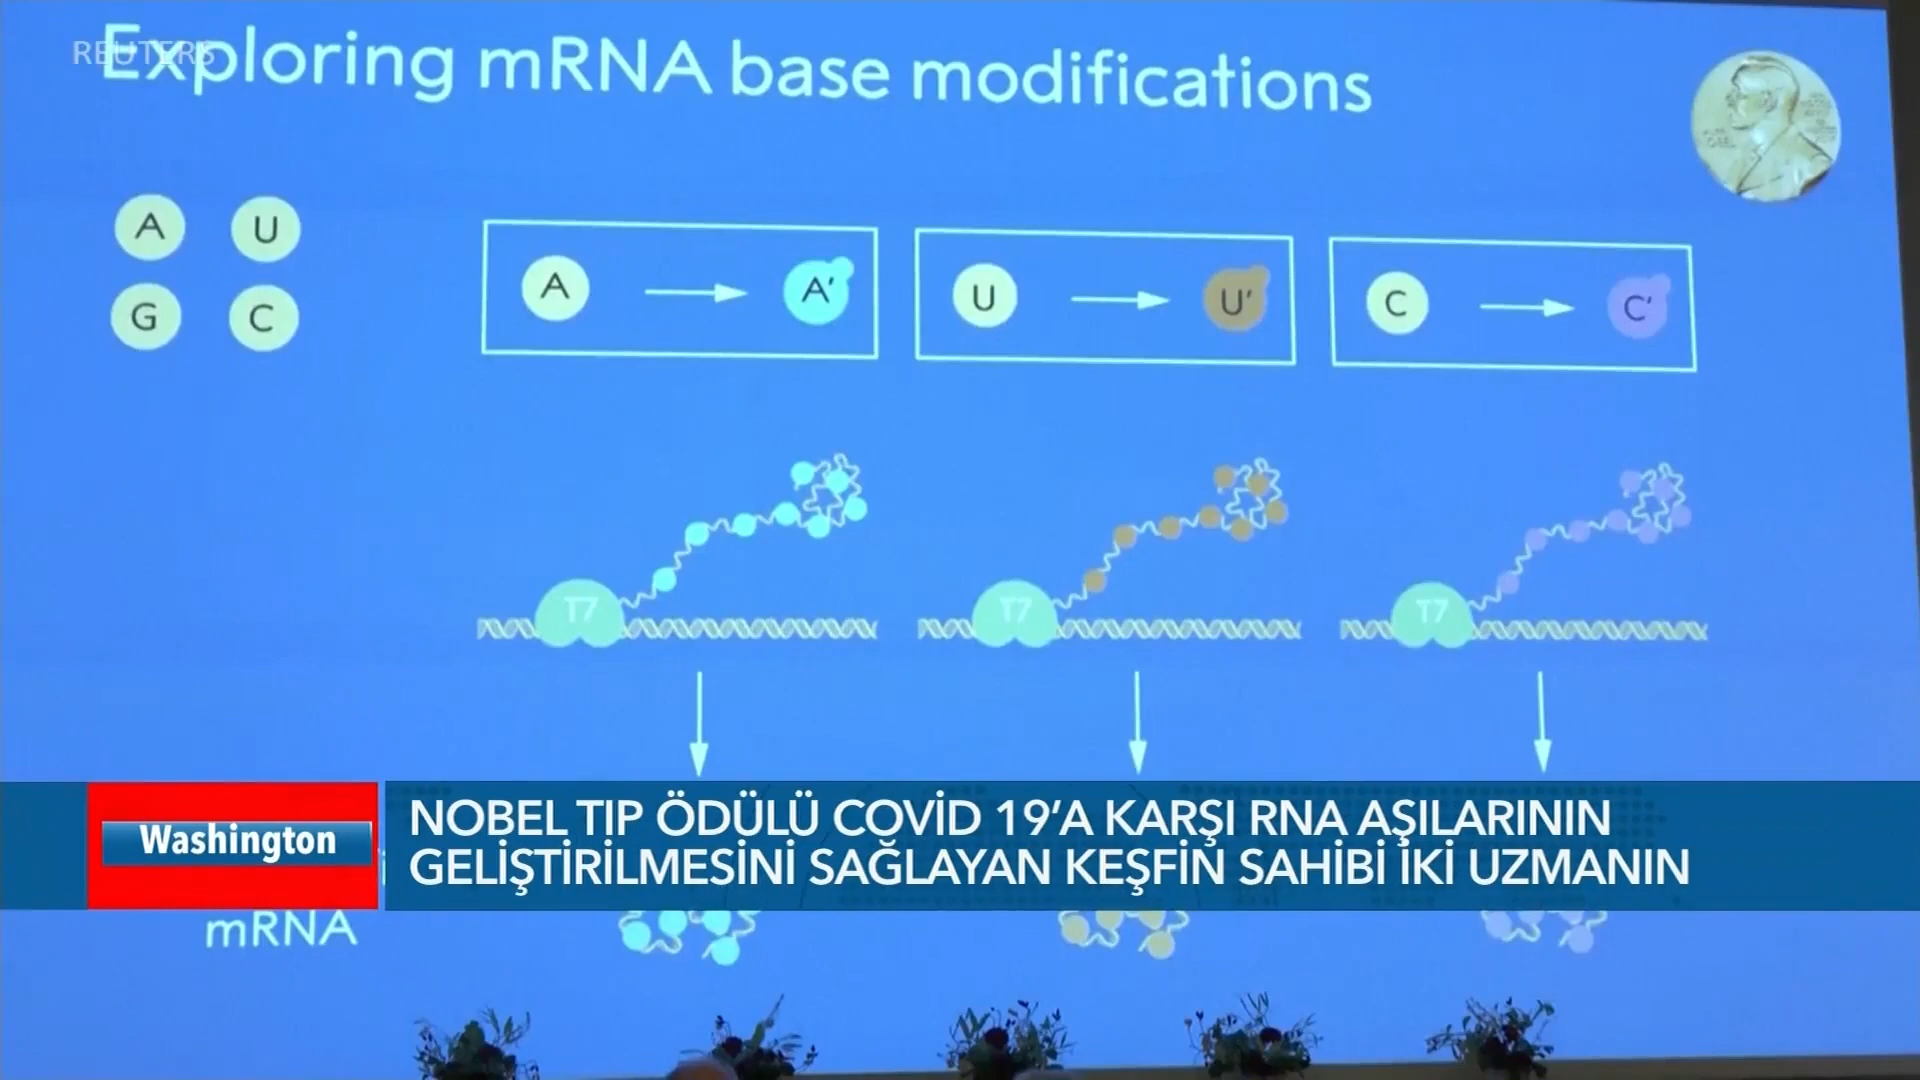 REUTERS
Exploring mRNA base modifications
A U
G C
A → A'
U → U'
C → C'
T7 T7 T7
Washington
NOBEL TIP ÖDÜLÜ COVİD 19'A KARŞI RNA AŞILARININ
GELİŞTİRİLMESİNİ SAĞLAYAN KEŞFİN SAHİBİ İKİ UZMANIN
mRNA